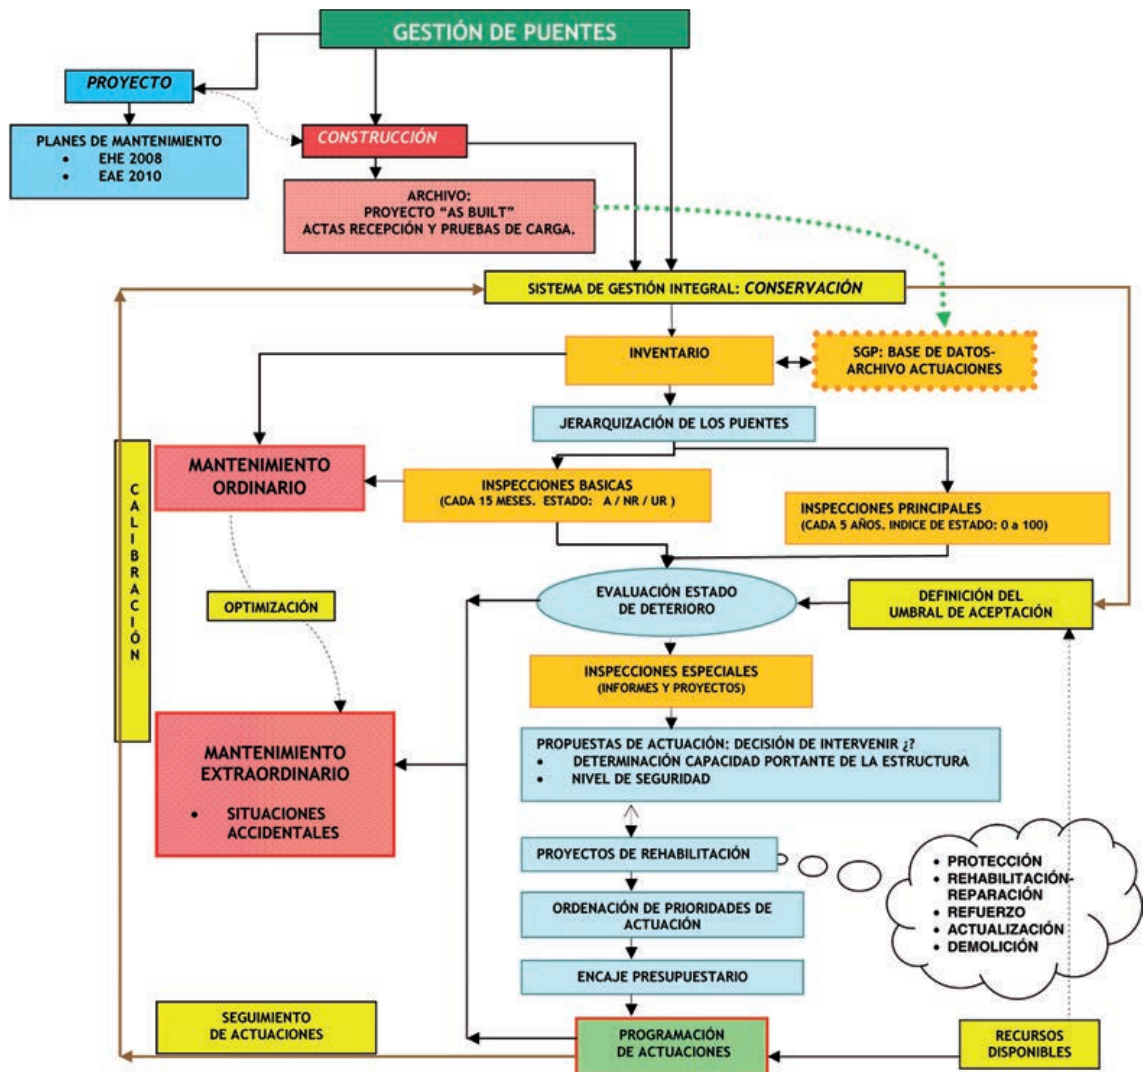 GESTIÓN DE PUENTES
PROYECTO
PLANES DE MANTENIMIENTO
• EHE 2008
• EAE 2010
CONSTRUCCIÓN
ARCHIVO:
PROYECTO “AS BUILT”
ACTAS RECEPCIÓN Y PRUEBAS DE CARGA.
SISTEMA DE GESTIÓN INTEGRAL: CONSERVACIÓN
INVENTARIO
SGP: BASE DE DATOS-
ARCHIVO ACTUACIONES
JERARQUIZACIÓN DE LOS PUENTES
MANTENIMIENTO
ORDINARIO
INSPECCIONES BASICAS
(CADA 15 MESES. ESTADO: A / NR / UR )
INSPECCIONES PRINCIPALES
(CADA 5 AÑOS. INDICE DE ESTADO: 0 a 100)
CALIBRACIÓN
OPTIMIZACIÓN
EVALUACIÓN ESTADO
DE DETERIORO
DEFINICIÓN DEL
UMBRAL DE ACEPTACIÓN
INSPECCIONES ESPECIALES
(INFORMES Y PROYECTOS)
MANTENIMIENTO
EXTRAORDINARIO
• SITUACIONES
ACCIDENTALES
PROPUESTAS DE ACTUACIÓN: DECISIÓN DE INTERVENIR ¿?
• DETERMINACIÓN CAPACIDAD PORTANTE DE LA ESTRUCTURA
• NIVEL DE SEGURIDAD
PROYECTOS DE REHABILITACIÓN
• PROTECCIÓN
• REHABILITACIÓN-
REPARACIÓN
• REFUERZO
• ACTUALIZACIÓN
• DEMOLICIÓN
ORDENACIÓN DE PRIORIDADES DE
ACTUACIÓN
ENCAJE PRESUPUESTARIO
SEGUIMIENTO
DE ACTUACIONES
PROGRAMACIÓN
DE ACTUACIONES
RECURSOS
DISPONIBLES